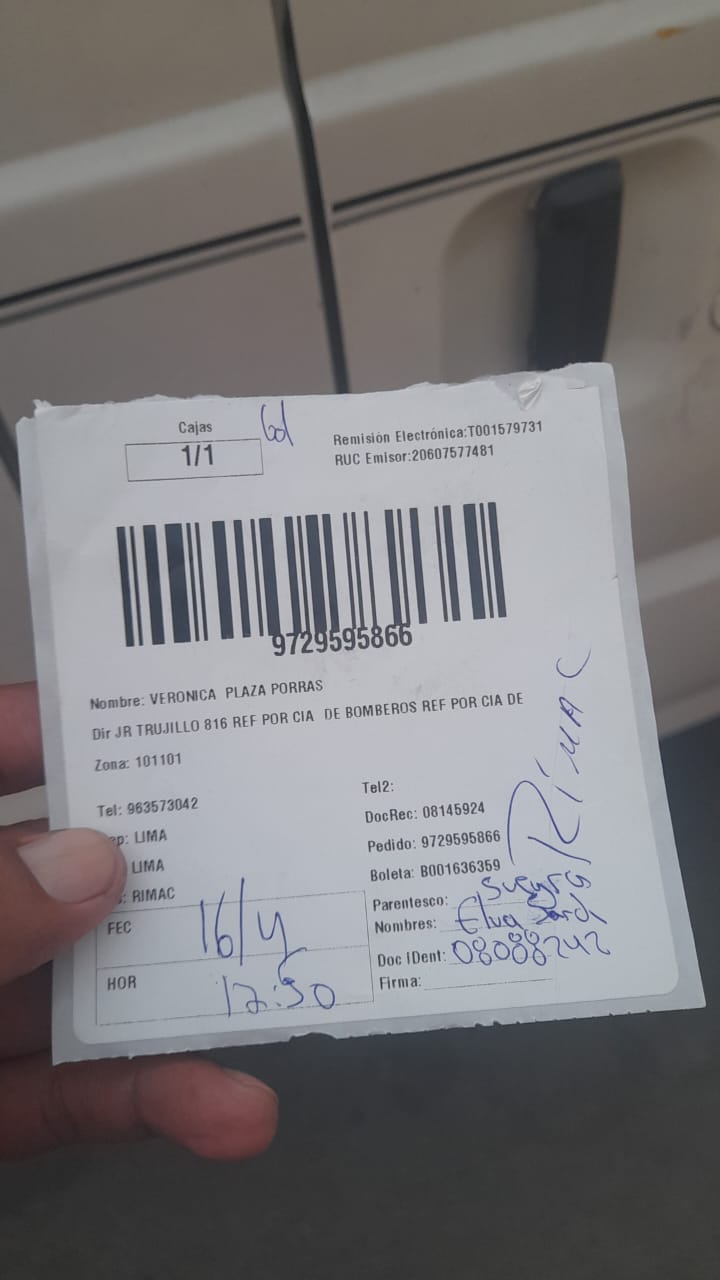 Cajas
1/1
Remisión Electrónica:T001579731
RUC Emisor:20607577481
9729595866
Nombre: VERONICA PLAZA PORRAS
Dir JR TRUJILLO 816 REF POR CIA DE BOMBEROS REF POR CIA DE
Zona: 101101
Tel: 963573042
p: LIMA
LIMA
: RIMAC
FEC 16/4
HOR 12:50
Tel2:
DocRec: 08145924
Pedido: 9729595866
Boleta: B001636359
Parentesco: Suegra
Nombres: Elva
Doc IDent: 08088242
Firma:
RíMAC